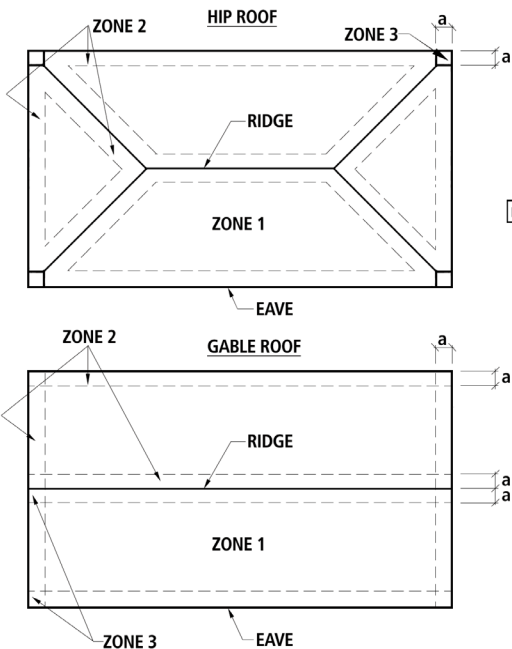 HIP ROOF
a
ZONE 2
ZONE 3
a
RIDGE
ZONE 1
EAVE
ZONE 2
GABLE ROOF
a
a
RIDGE
a
a
ZONE 1
ZONE 3
EAVE